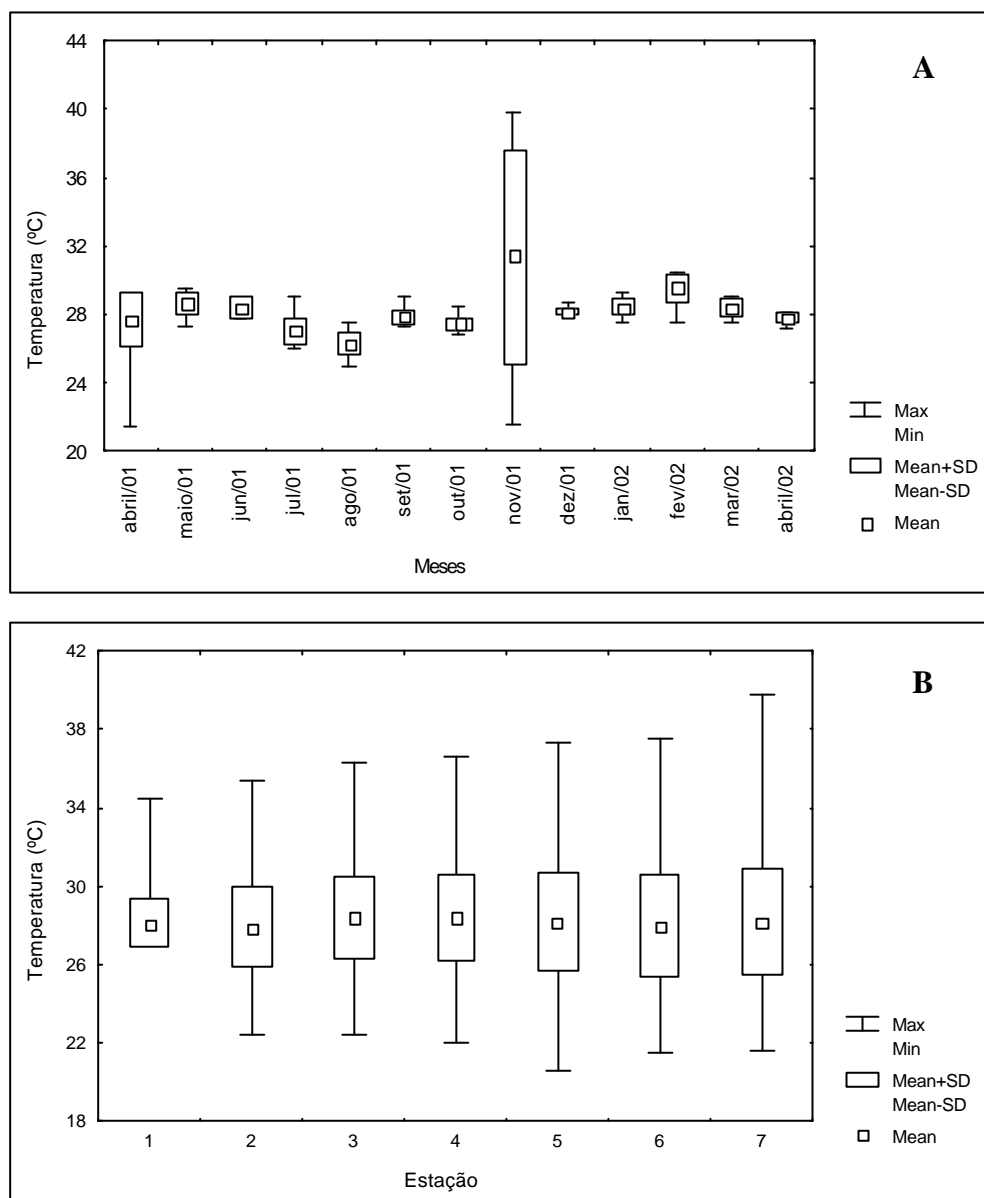 A
44
40
36
32
28
24
20
Temperatura (ºC)
abril/01
maio/01
jun/01
jul/01
ago/01
set/01
out/01
nov/01
dez/01
jan/02
fev/02
mar/02
abril/02
Meses
Max
Min
Mean+SD
Mean-SD
Mean
B
42
38
34
30
26
22
18
Temperatura (ºC)
1 2 3 4 5 6 7
Estação
Max
Min
Mean+SD
Mean-SD
Mean